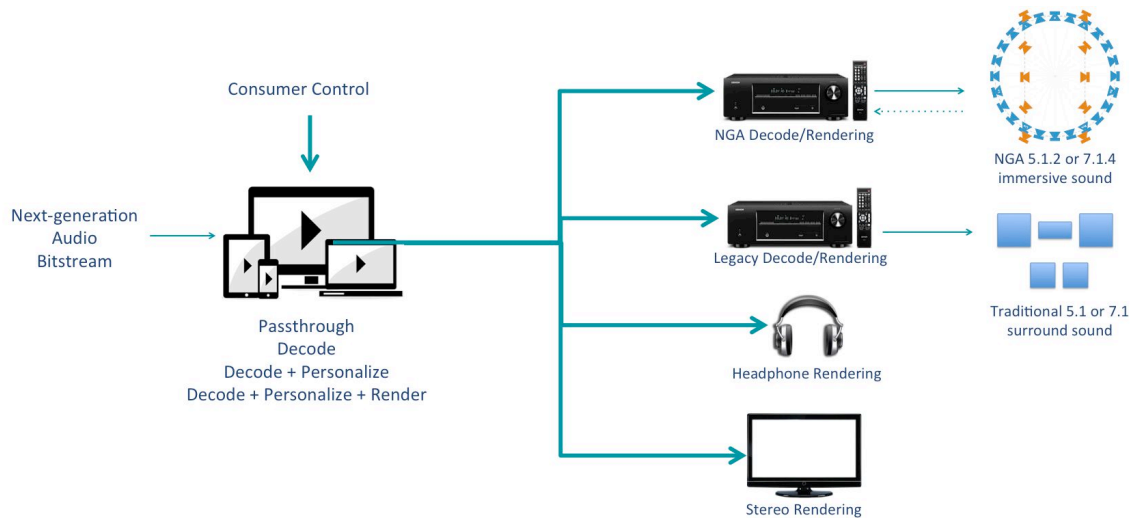 Consumer Control
Next-generation
Audio
Bitstream
Passthrough
Decode
Decode + Personalize
Decode + Personalize + Render
NGA Decode/Rendering
NGA 5.1.2 or 7.1.4
immersive sound
Legacy Decode/Rendering
Traditional 5.1 or 7.1
surround sound
Headphone Rendering
Stereo Rendering